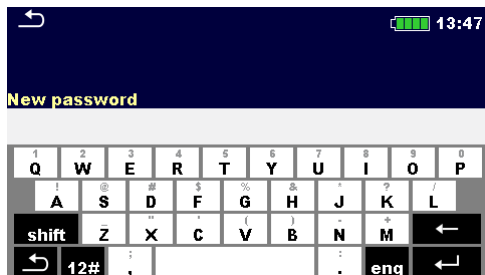 13:47
New password
1 2 3 4 5 6 7 8 9 0
Q W E R T Y U I O P
! @ # $ % & * ? /
A S D F G H J K L
_ " ' ( ) - +
shift Z X C V B N M
; :
12# , . eng